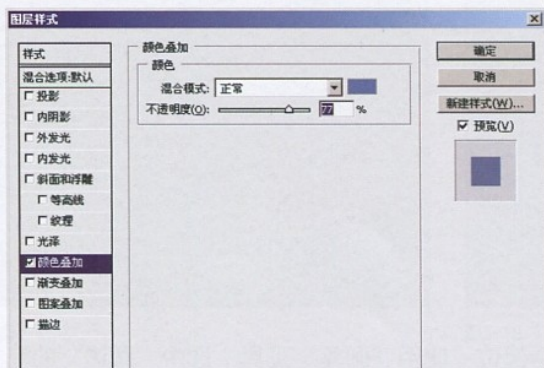 图层样式
样式
混合选项:默认
投影
内阴影
外发光
内发光
斜面和浮雕
等高线
纹理
光泽
颜色叠加
渐变叠加
图案叠加
描边
颜色叠加
颜色
混合模式: 正常
不透明度(O): 77 %
确定
取消
新建样式(W)...
预览(V)